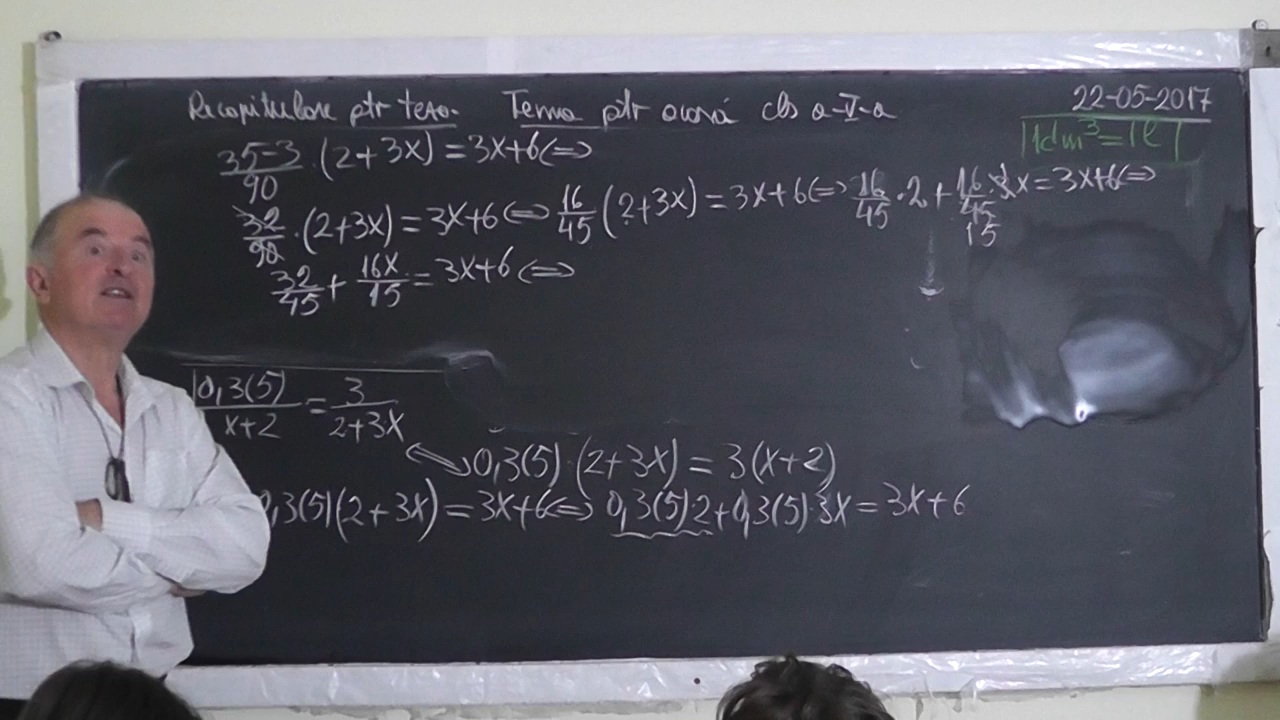 Recapitulare ptr teză. Tema ptr acasă cls a-V-a
22-05-2017
1dm³=1l
35-3/90 ·(2+3x)=3x+6⇔
32/90 ·(2+3x)=3x+6⇔ 16/45 (2+3x)=3x+6⇔ 16/45 ·2+ 16/45 ·3x=3x+6⇔
15
32/45 + 16x/15 =3x+6⇔
0,3(5)/x+2 = 3/2+3x
⇔ 0,3(5)·(2+3x)=3(x+2)
0,3(5)(2+3x)=3x+6⇔ 0,3(5)·2+0,3(5)·3x=3x+6